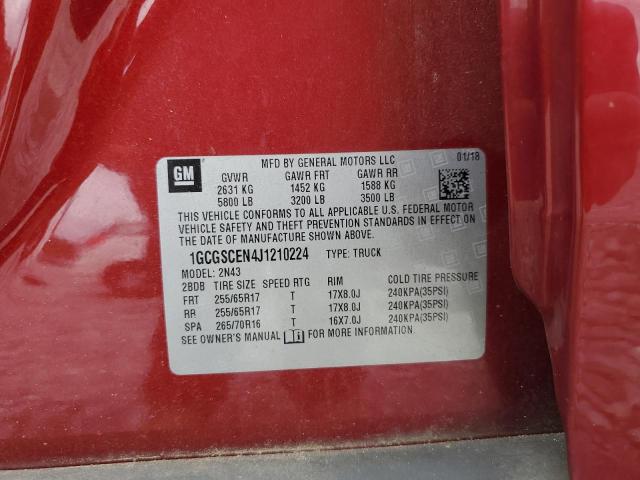 GM
MFD BY GENERAL MOTORS LLC 01/18
GVWR GAWR FRT GAWR RR
2631 KG 1452 KG 1588 KG
5800 LB 3200 LB 3500 LB
THIS VEHICLE CONFORMS TO ALL APPLICABLE U.S. FEDERAL MOTOR
VEHICLE SAFETY AND THEFT PREVENTION STANDARDS IN EFFECT ON
THE DATE OF MANUFACTURE SHOWN ABOVE.
1GCGSCEN4J1210224 TYPE: TRUCK
MODEL: 2N43
2BDB TIRE SIZE SPEED RTG RIM COLD TIRE PRESSURE
FRT 255/65R17 T 17X8.0J 240KPA(35PSI)
RR 255/65R17 T 17X8.0J 240KPA(35PSI)
SPA 265/70R16 T 16X7.0J 240KPA(35PSI)
SEE OWNER'S MANUAL FOR MORE INFORMATION.